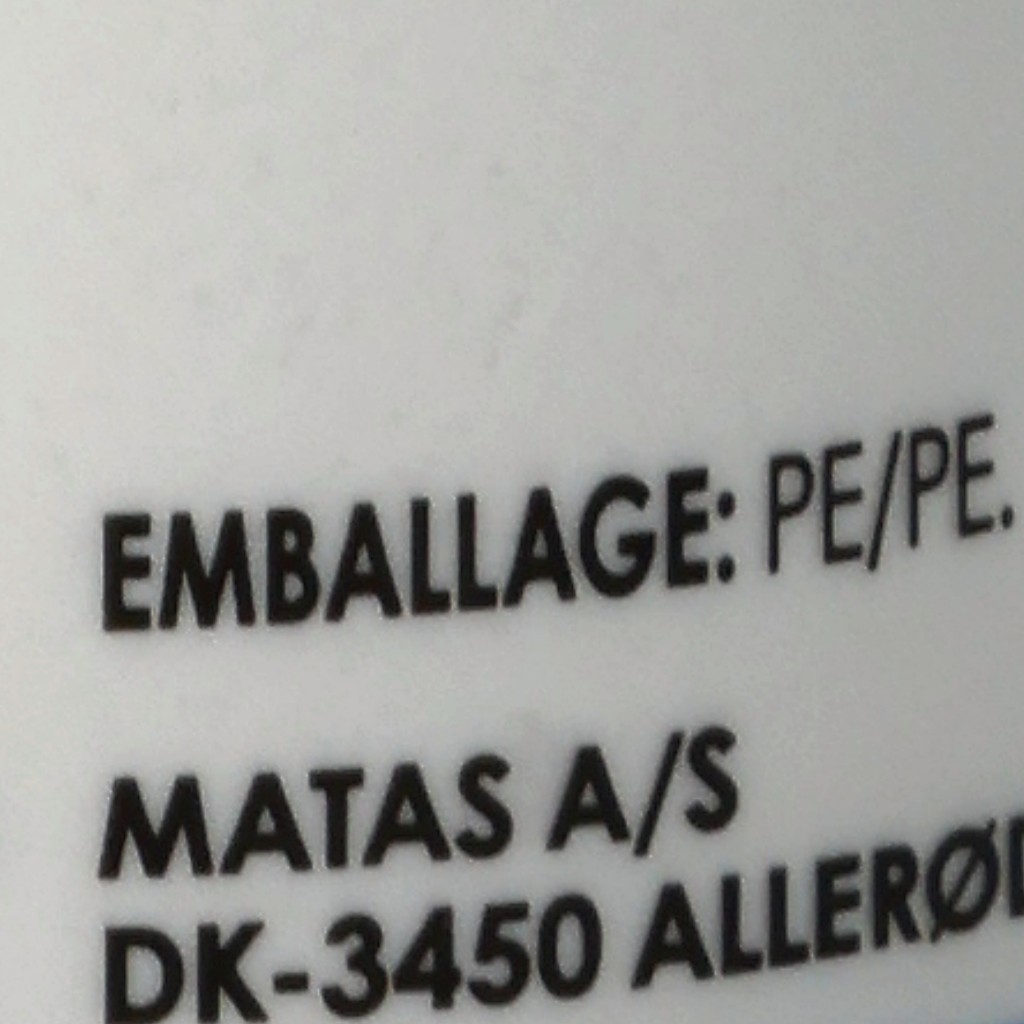 EMBALLAGE: PE/PE.
MATAS A/S
DK-3450 ALLERØD